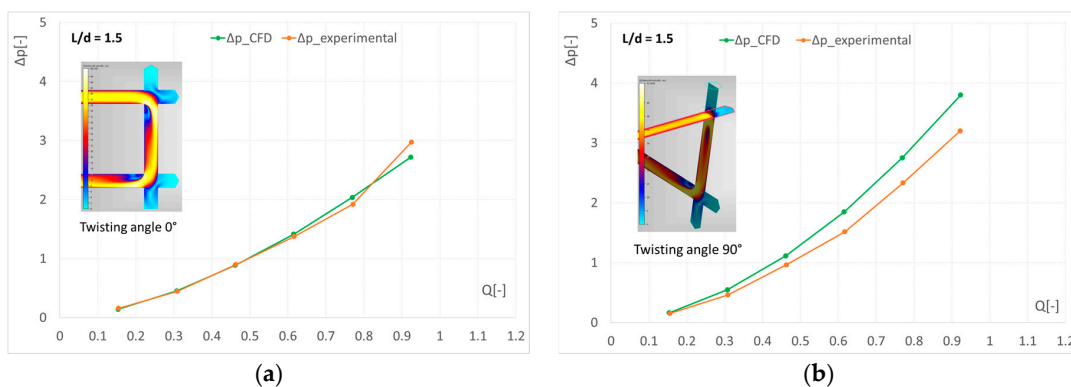 Δp[-]
L/d = 1.5
Δp_CFD
Δp_experimental
5
4
3
2
1
0
Twisting angle 0°
Q[-]
0 0.1 0.2 0.3 0.4 0.5 0.6 0.7 0.8 0.9 1 1.1 1.2
(a)
Δp[-]
L/d = 1.5
Δp_CFD
Δp_experimental
5
4
3
2
1
0
Twisting angle 90°
Q[-]
0 0.1 0.2 0.3 0.4 0.5 0.6 0.7 0.8 0.9 1 1.1 1.2
(b)